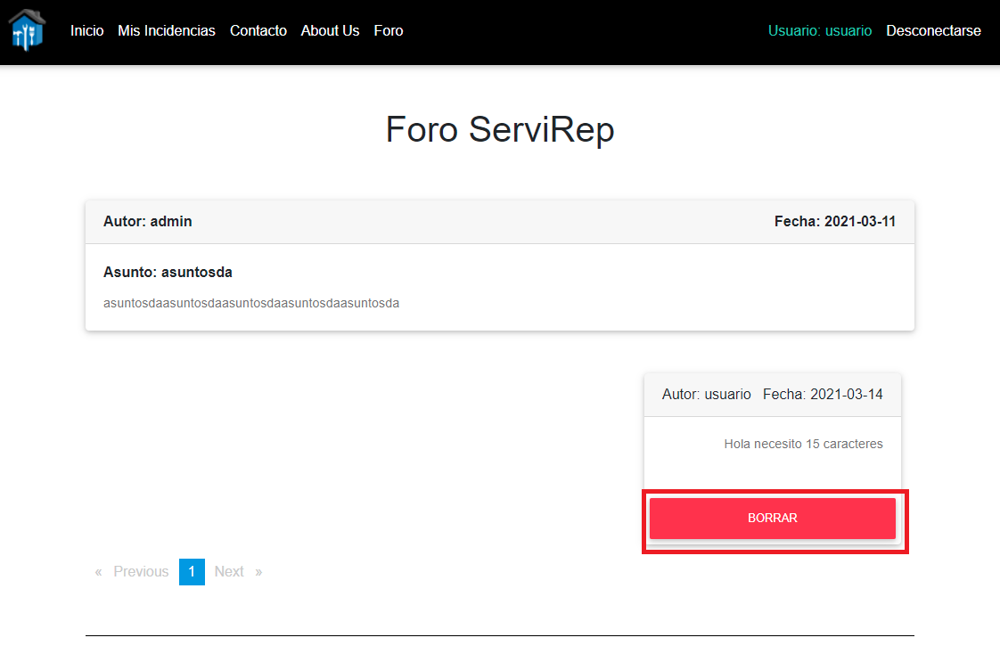 Inicio Mis Incidencias Contacto About Us Foro Usuario: usuario Desconectarse
Foro ServiRep
Autor: admin Fecha: 2021-03-11
Asunto: asuntosda
asuntosdaasuntosdaasuntosdaasuntosdaasuntosda
Autor: usuario Fecha: 2021-03-14
Hola necesito 15 caracteres
BORRAR
« Previous 1 Next »